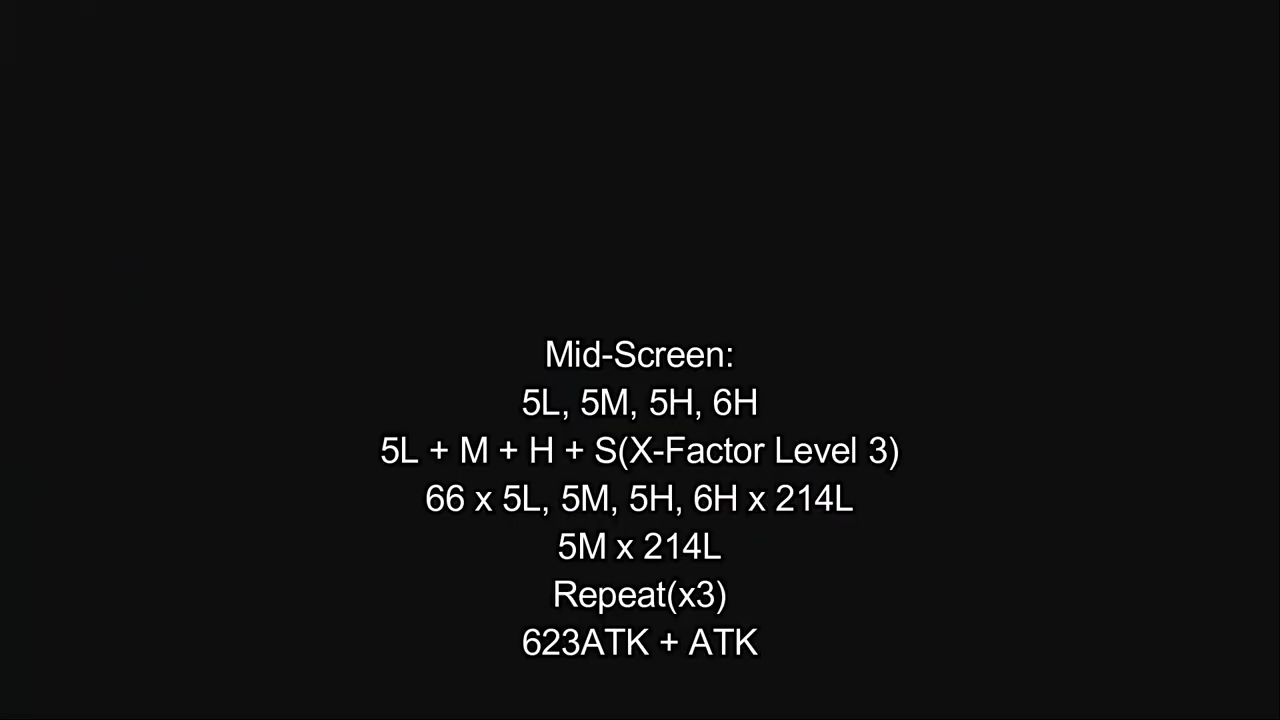 Mid-Screen:
5L, 5M, 5H, 6H
5L + M + H + S(X-Factor Level 3)
66 x 5L, 5M, 5H, 6H x 214L
5M x 214L
Repeat(x3)
623ATK + ATK